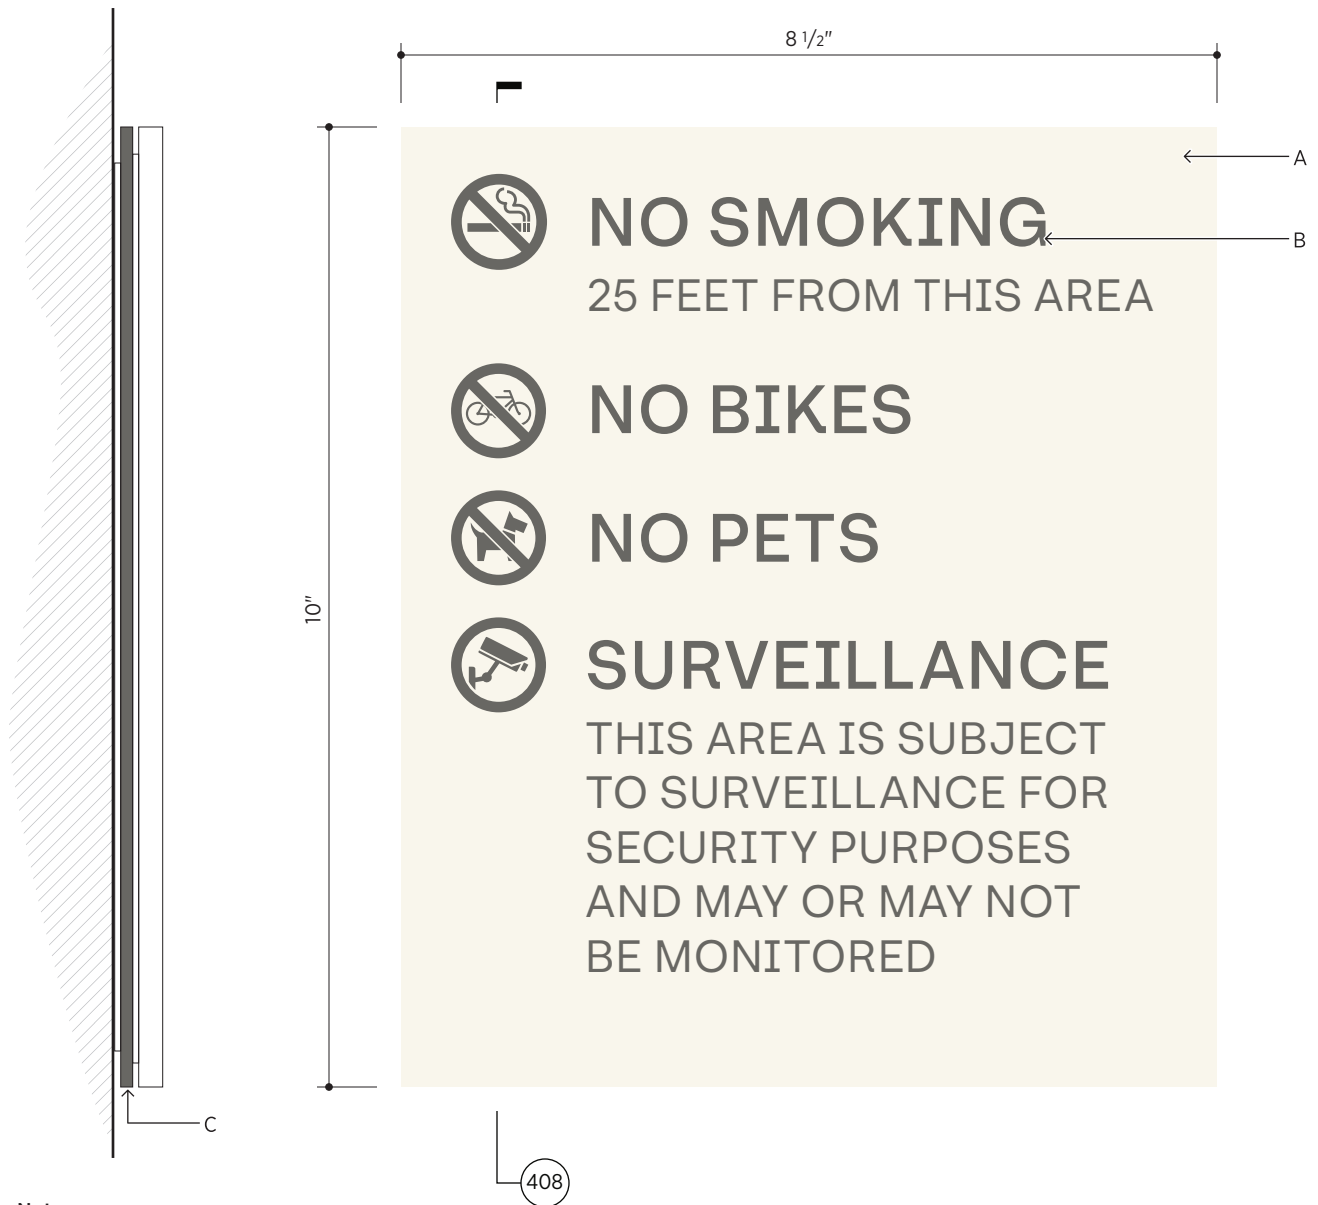 8 1/2"
A
NO SMOKING
B
25 FEET FROM THIS AREA
NO BIKES
NO PETS
10"
SURVEILLANCE
THIS AREA IS SUBJECT
TO SURVEILLANCE FOR
SECURITY PURPOSES
AND MAY OR MAY NOT
BE MONITORED
C
408